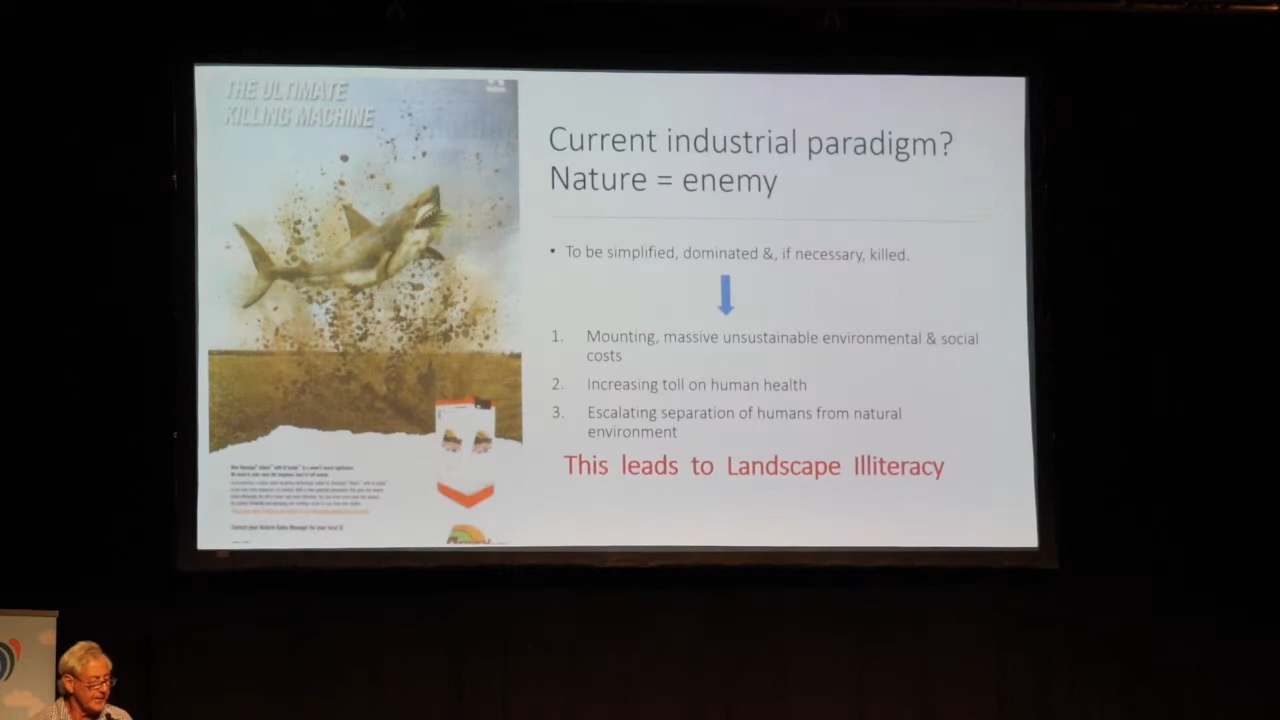 THE ULTIMATE
KILLING MACHINE
Current industrial paradigm?
Nature = enemy
• To be simplified, dominated &, if necessary, killed.
1. Mounting, massive unsustainable environmental & social
costs
2. Increasing toll on human health
3. Escalating separation of humans from natural
environment
This leads to Landscape Illiteracy